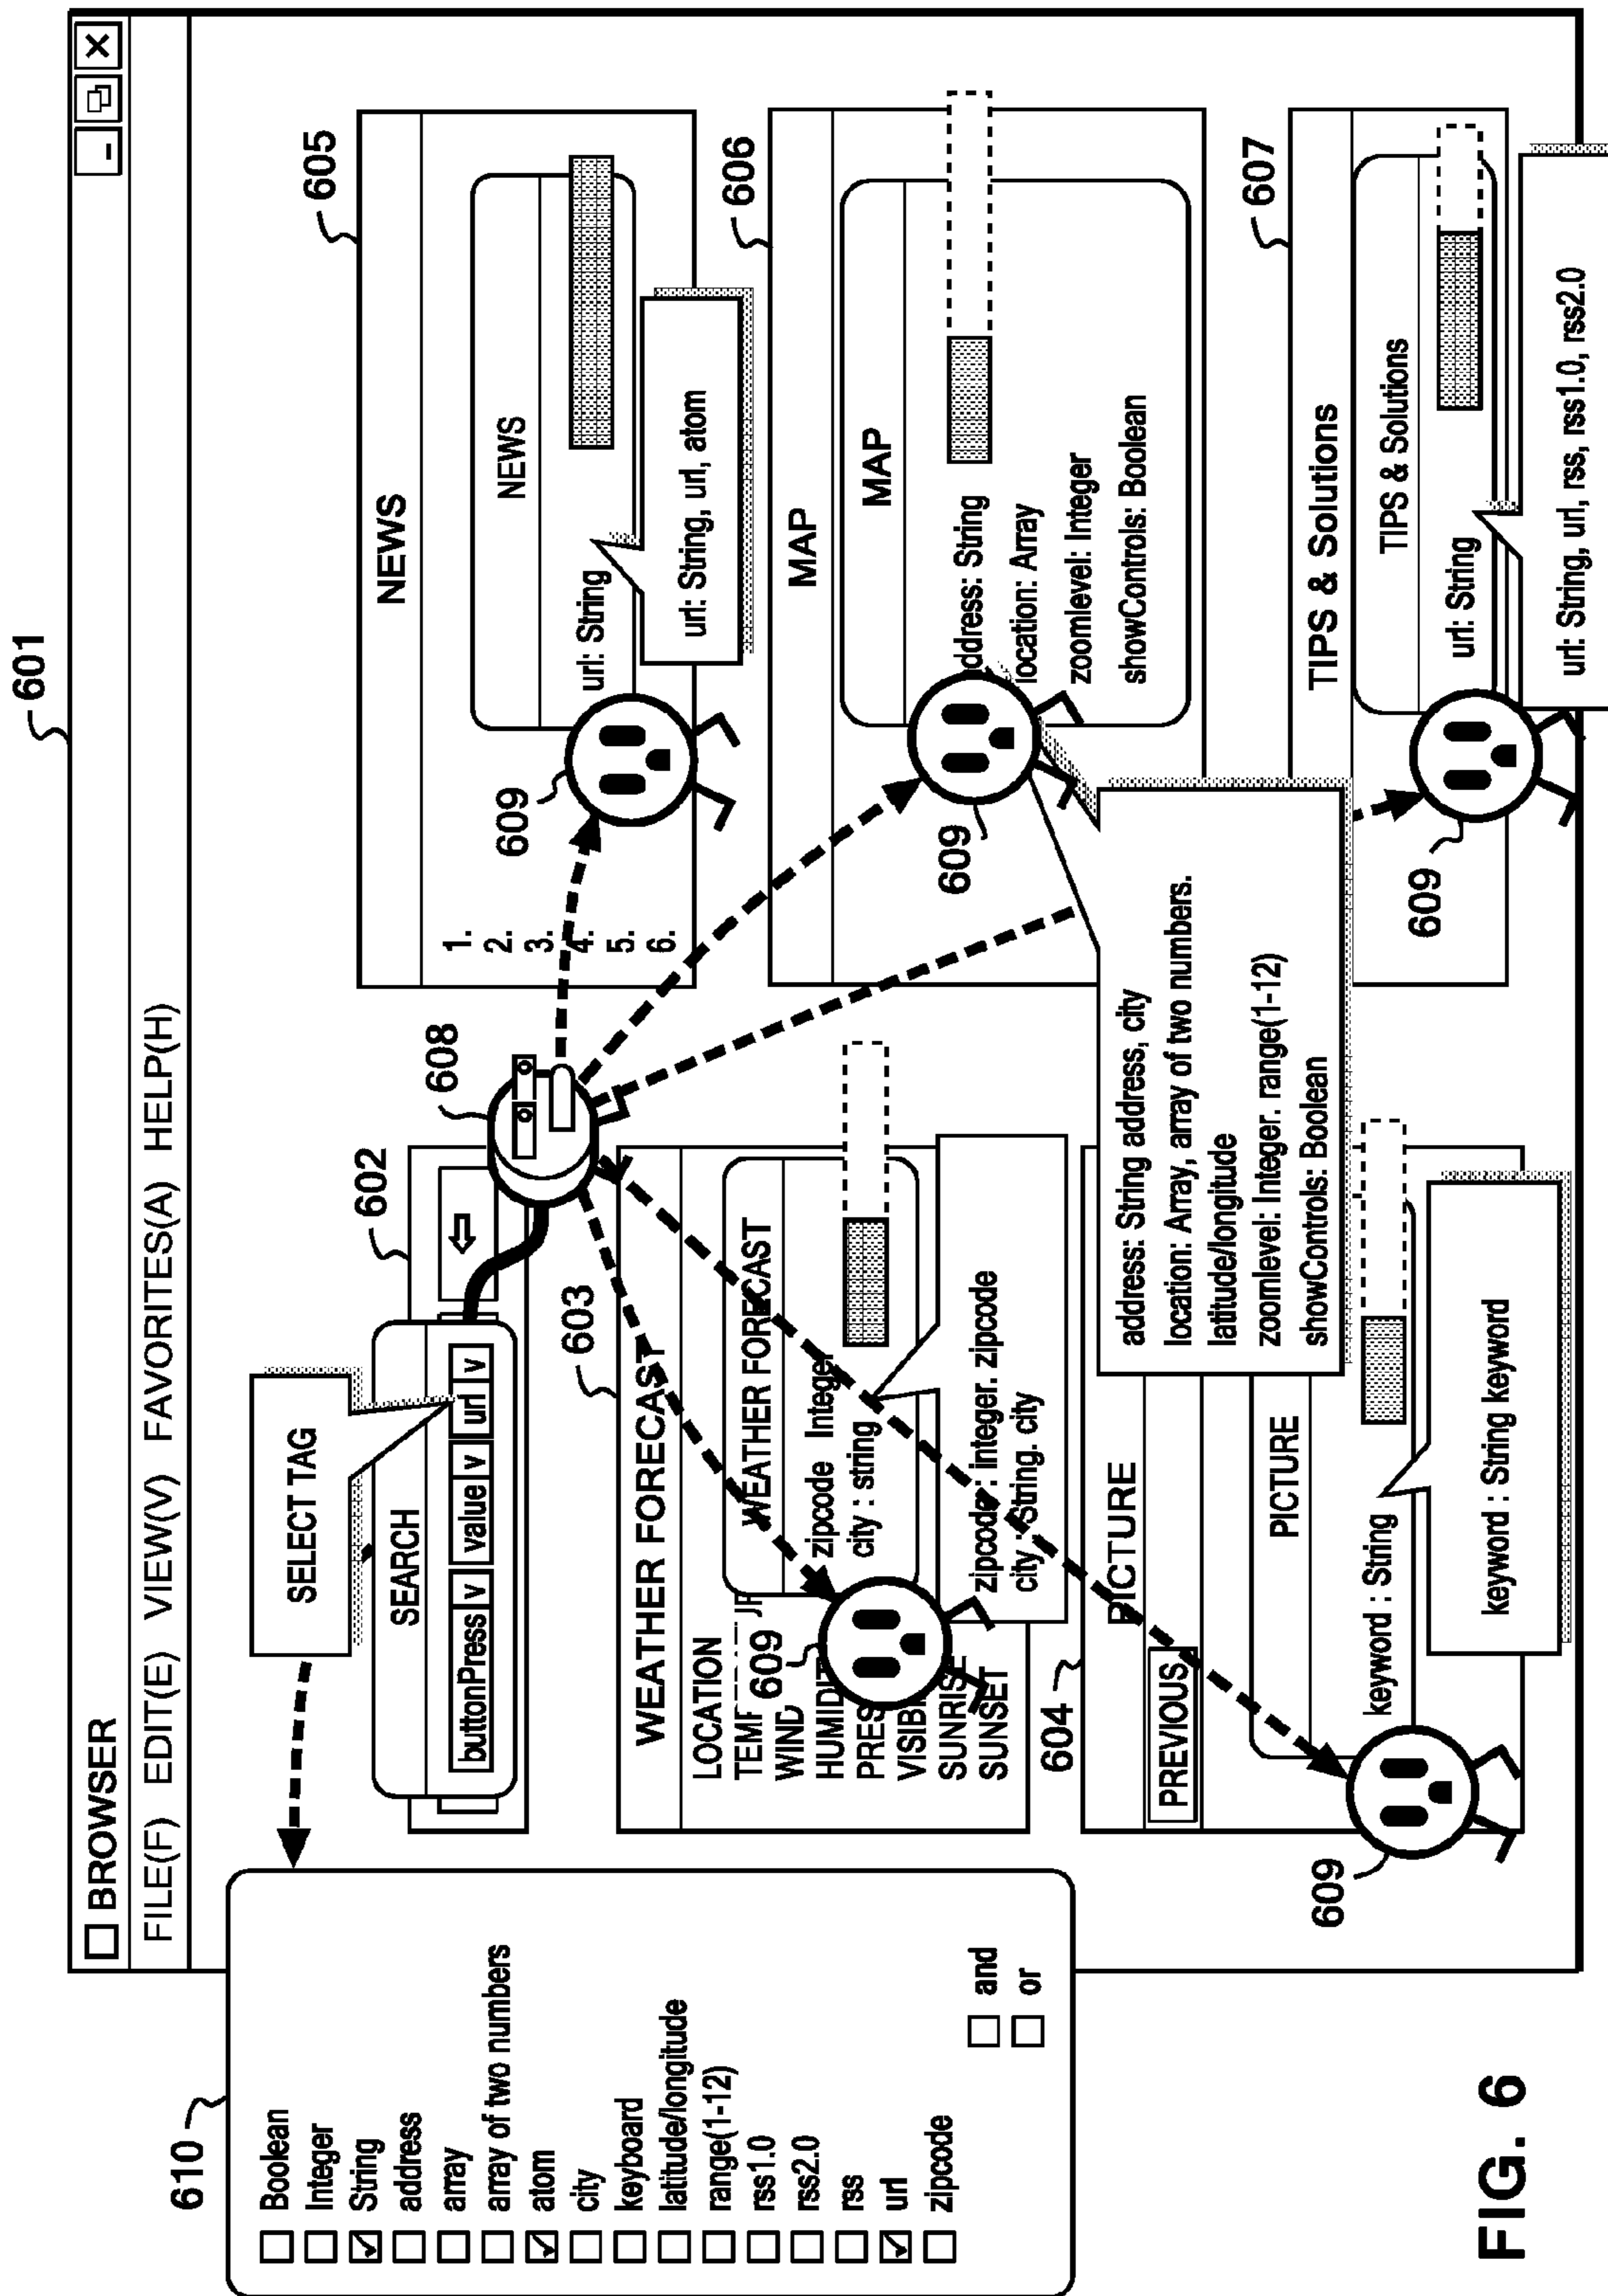 601
BROWSER
FILE(F) EDIT(E) VIEW(V) FAVORITES(A) HELP(H)
610
Boolean
Integer
String
address
array
array of two numbers
atom
city
keyboard
latitude/longitude
range(1-12)
rss1.0
rss2.0
rss
url
zipcode
and
or
SELECT TAG
602
SEARCH
buttonPress v value v url v
608
603
WEATHER FORECAST
LOCATION
WIND
SUNRISE
SUNSET
609
WEATHER FORECAST
zipcode Integer
city : string
zipcode : integer. zipcode
city : String. city
604
PICTURE
PREVIOUS
PICTURE
keyword : String
keyword : String keyword
609
605
NEWS
1.
2.
3.
4.
5.
6.
609
NEWS
url: String
url: String, url, atom
606
MAP
MAP
address: String
location: Array
zoomlevel: Integer
showControls: Boolean
609
address: String address, city
location: Array, array of two numbers.
latitude/longitude
zoomlevel: Integer. range(1-12)
showControls: Boolean
607
TIPS & Solutions
TIPS & Solutions
url: String
609
url: String, url, rss, rss1.0, rss2.0
FIG. 6